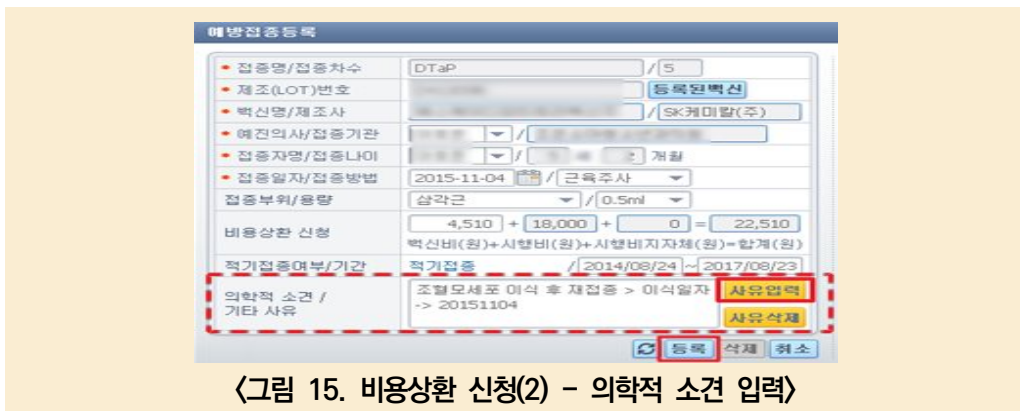 예방접종등록
• 접종명/접종차수 DTaP / 5
• 제조(LOT)번호 등록된백신
• 백신명/제조사 / SK케미칼(주)
• 예진의사/접종기관 /
• 접종자명/접종나이 / 개월
• 접종일자/접종방법 2015-11-04 / 근육주사
접종부위/용량 삼각근 / 0.5ml
비용상환 신청 4,510 + 18,000 + 0 = 22,510
백신비(원)+시행비(원)+시행비지자체(원)=합계(원)
적기접종여부/기간 적기접종 / 2014/08/24 ~ 2017/08/23
의학적 소견 / 기타 사유
조혈모세포 이식 후 재접종 > 이식일자 사유입력
-> 20151104
사유삭제
등록 삭제 취소
〈그림 15. 비용상환 신청(2) - 의학적 소견 입력〉